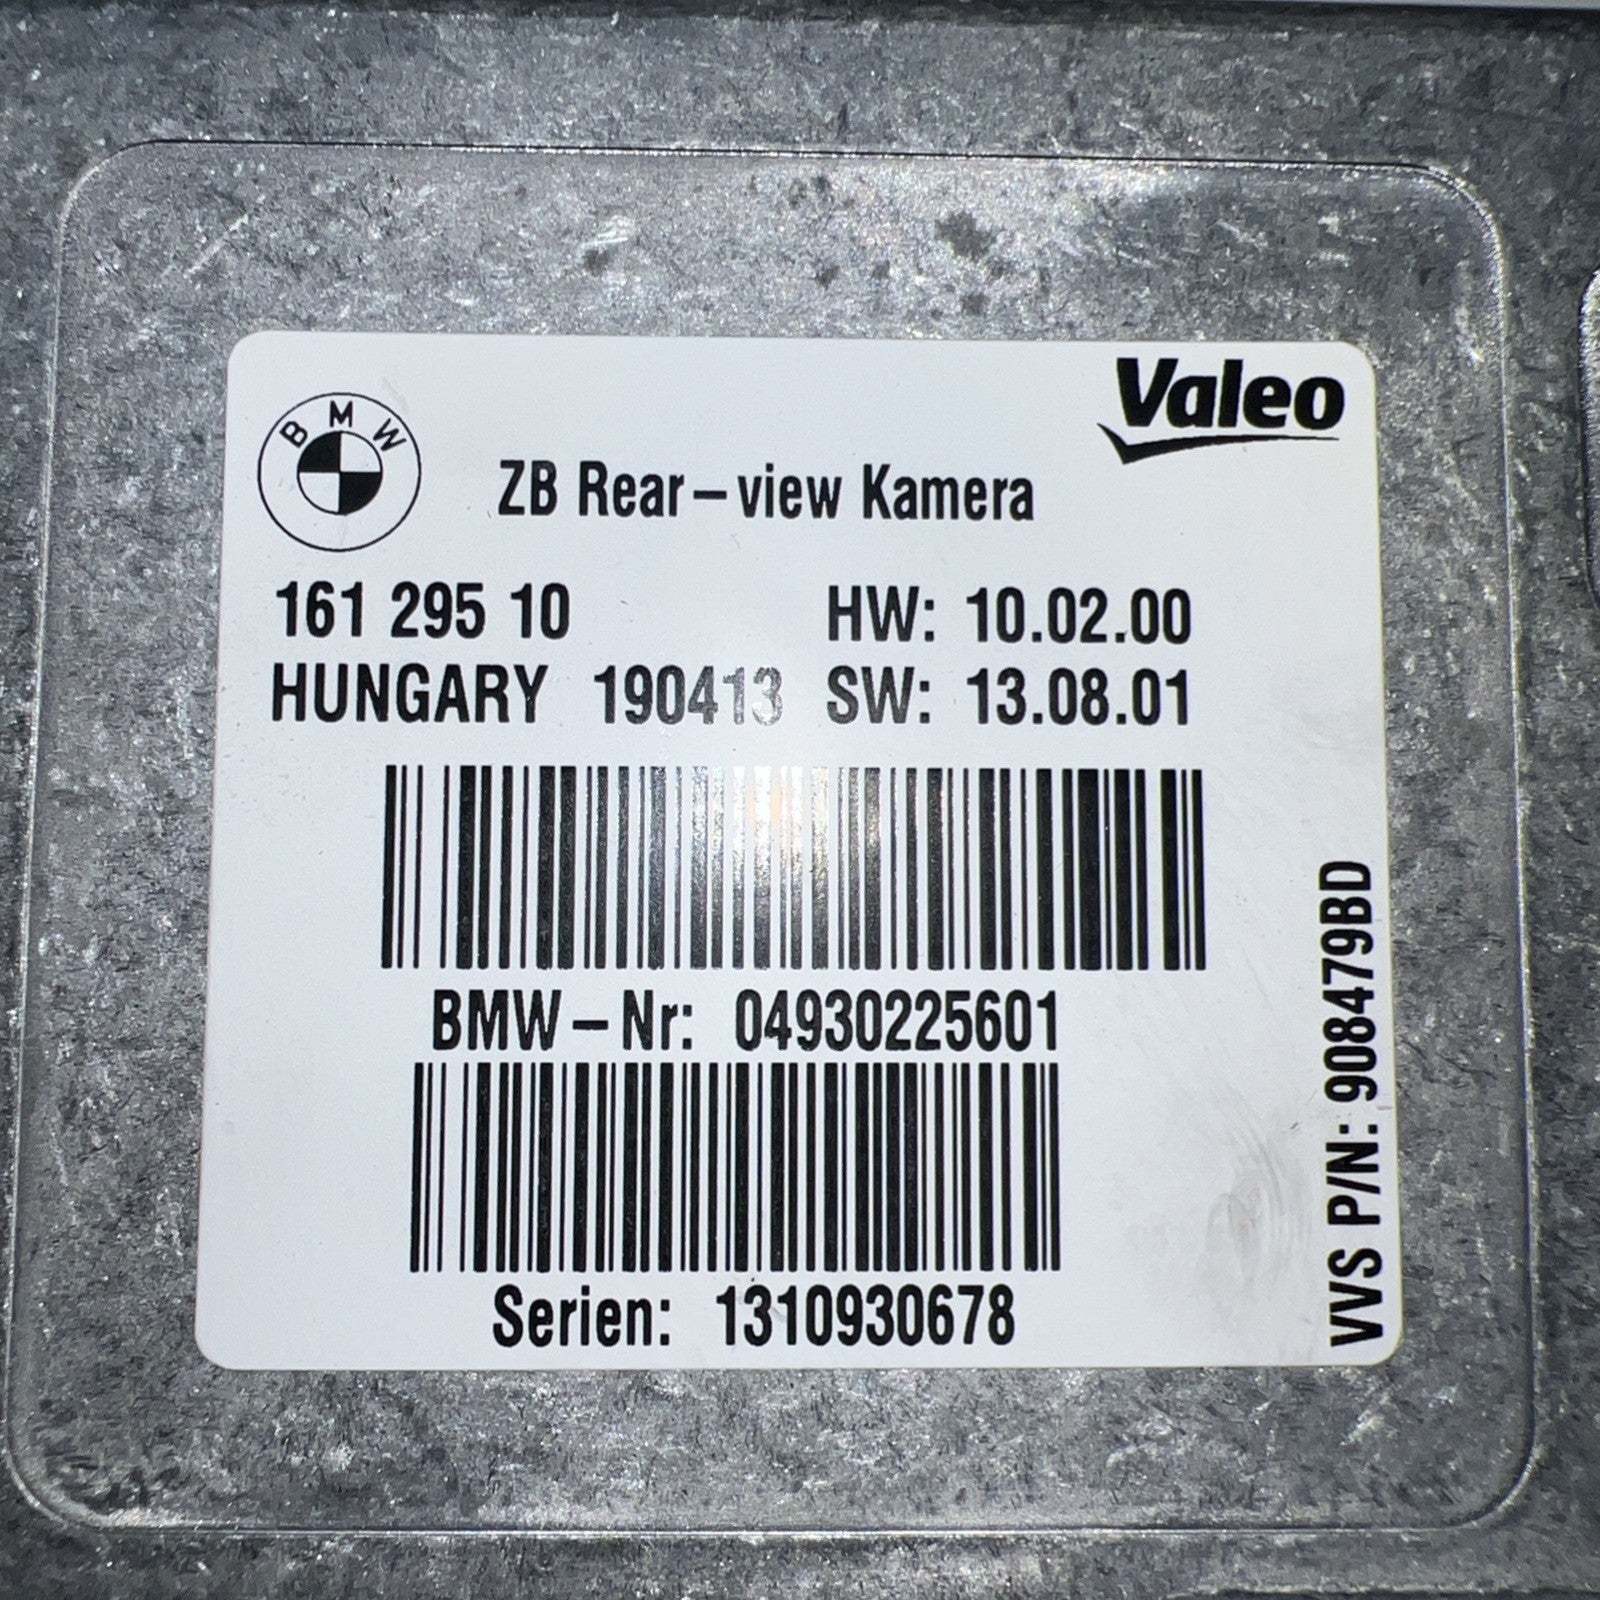 BMW
Valeo
ZB Rear-view Kamera
161 295 10 HW: 10.02.00
HUNGARY 190413 SW: 13.08.01
BMW-Nr: 04930225601
Serien: 1310930678
VVS P/N: 908479BD